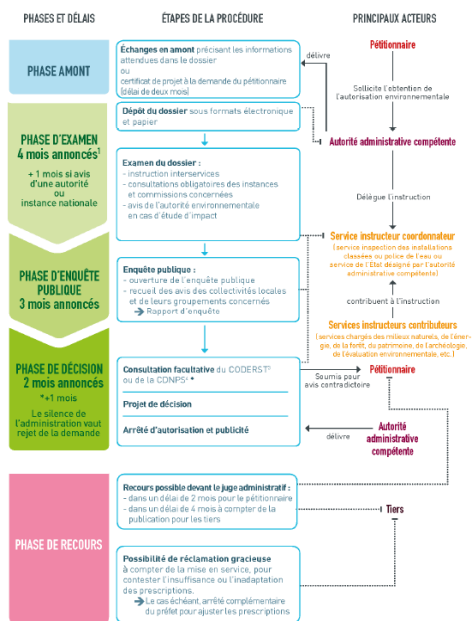 PHASES ET DÉLAIS
ÉTAPES DE LA PROCÉDURE
PRINCIPAUX ACTEURS
PHASE AMONT
Échanges en amont précisant les informations
attendues dans le dossier
ou
certificat de projet à la demande du pétitionnaire
(délai de deux mois)
délivre
Pétitionnaire
Sollicite l'obtention de
l'autorisation environnementale
Dépôt du dossier sous formats électronique
et papier
Autorité administrative compétente
PHASE D'EXAMEN
4 mois annoncés¹
+ 1 mois si avis
d'une autorité
ou
instance nationale
Examen du dossier :
- instruction interservices
- consultations obligatoires des instances
et commissions concernées
- avis de l'autorité environnementale
en cas d'étude d'impact
Délègue l'instruction
Service instructeur coordonnateur
(service inspection des installations
classées ou police de l'eau ou
service de l'Etat désigné par l'autorité
administrative compétente)
PHASE D'ENQUÊTE
PUBLIQUE
3 mois annoncés
Enquête publique :
- ouverture de l'enquête publique
- recueil des avis des collectivités locales
et de leurs groupements concernés
→ Rapport d'enquête
contribuent à l'instruction
Services instructeurs contributeurs
(services chargés des milieux naturels, de l'éner-
gie, de la forêt, du patrimoine, de l'archéologie,
de l'évaluation environnementale, etc.)
PHASE DE DÉCISION
2 mois annoncés
*+1 mois
Le silence de
l'administration vaut
rejet de la demande
Consultation facultative du CODERST²
ou de la CDNPS³ *
Projet de décision
Arrêté d'autorisation et publicité
Soumis pour
avis contradictoire
Pétitionnaire
délivre
Autorité
administrative
compétente
PHASE DE RECOURS
Recours possible devant le juge administratif :
- dans un délai de 2 mois pour le pétitionnaire
- dans un délai de 4 mois à compter de la
publication pour les tiers
Tiers
Possibilité de réclamation gracieuse
à compter de la mise en service, pour
contester l'insuffisance ou l'inadaptation
des prescriptions.
→ Le cas échéant, arrêté complémentaire
du préfet pour ajuster les prescriptions.